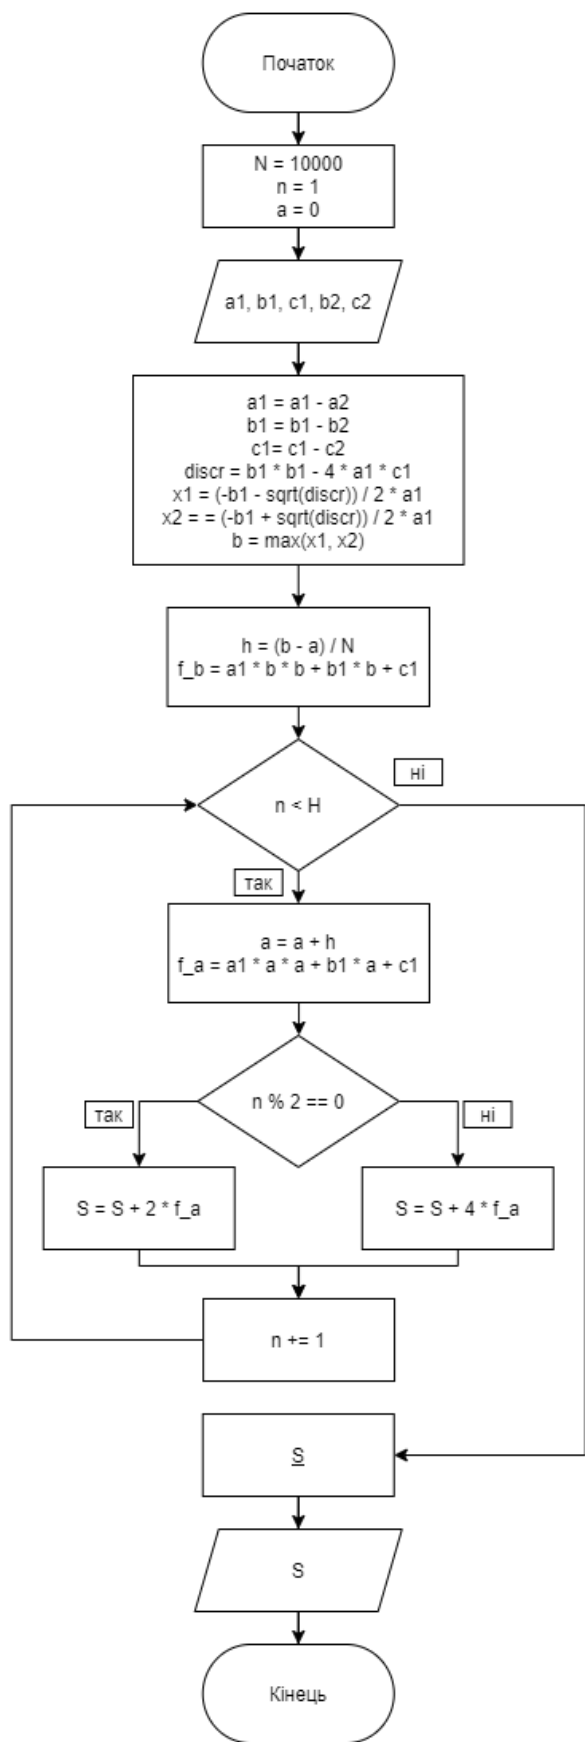 Початок
N = 10000
n = 1
a = 0
a1, b1, c1, b2, c2
a1 = a1 - a2
b1 = b1 - b2
c1= c1 - c2
discr = b1 * b1 - 4 * a1 * c1
x1 = (-b1 - sqrt(discr)) / 2 * a1
x2 = = (-b1 + sqrt(discr)) / 2 * a1
b = max(x1, x2)
h = (b - a) / N
f_b = a1 * b * b + b1 * b + c1
ні
n < H
так
a = a + h
f_a = a1 * a * a + b1 * a + c1
n % 2 == 0
так
ні
S = S + 2 * f_a
S = S + 4 * f_a
n += 1
S
S
Кінець